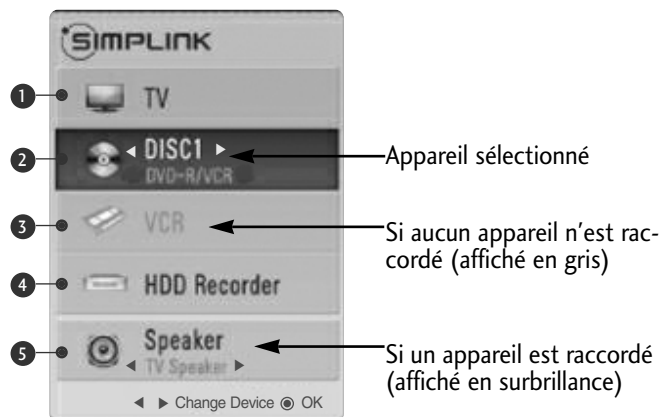 SIMPLINK
1 TV
2 ◄ DISC1 ► Appareil sélectionné
DVD-R/VCR
3 VCR Si aucun appareil n'est rac-
cordé (affiché en gris)
4 HDD Recorder
5 Speaker Si un appareil est raccordé
◄ TV Speaker ► (affiché en surbrillance)
◄ ► Change Device ◉ OK